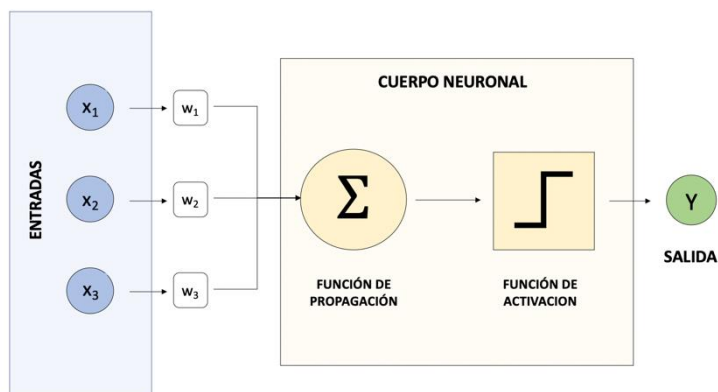 ENTRADAS
X₁
w₁
X₂
w₂
X₃
w₃
CUERPO NEURONAL
Σ
FUNCIÓN DE
PROPAGACIÓN
FUNCIÓN DE
ACTIVACION
Y
SALIDA